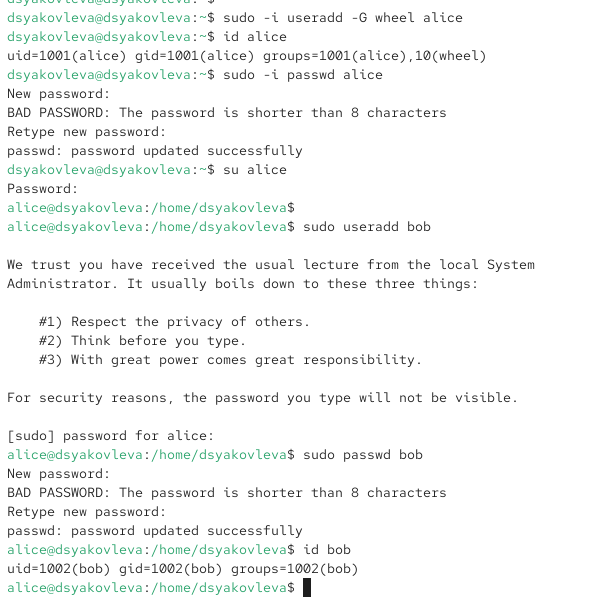 dsyakovleva@dsyakovleva:~$
dsyakovleva@dsyakovleva:~$ sudo -i useradd -G wheel alice
dsyakovleva@dsyakovleva:~$ id alice
uid=1001(alice) gid=1001(alice) groups=1001(alice),10(wheel)
dsyakovleva@dsyakovleva:~$ sudo -i passwd alice
New password:
BAD PASSWORD: The password is shorter than 8 characters
Retype new password:
passwd: password updated successfully
dsyakovleva@dsyakovleva:~$ su alice
Password:
alice@dsyakovleva:/home/dsyakovleva$
alice@dsyakovleva:/home/dsyakovleva$ sudo useradd bob

We trust you have received the usual lecture from the local System
Administrator. It usually boils down to these three things:

    #1) Respect the privacy of others.
    #2) Think before you type.
    #3) With great power comes great responsibility.

For security reasons, the password you type will not be visible.

[sudo] password for alice:
alice@dsyakovleva:/home/dsyakovleva$ sudo passwd bob
New password:
BAD PASSWORD: The password is shorter than 8 characters
Retype new password:
passwd: password updated successfully
alice@dsyakovleva:/home/dsyakovleva$ id bob
uid=1002(bob) gid=1002(bob) groups=1002(bob)
alice@dsyakovleva:/home/dsyakovleva$